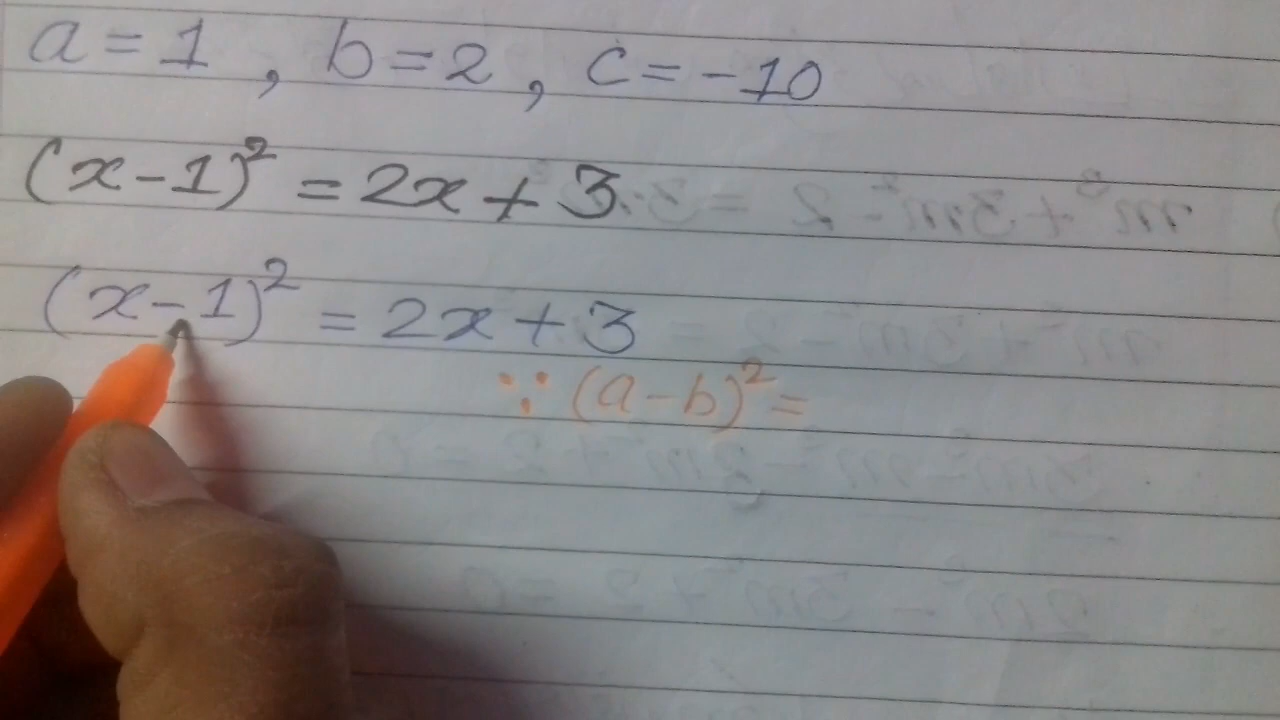 a = 1 , b = 2 , c = -10
(x - 1)² = 2x + 3.
(x - 1)² = 2x + 3
∵ (a - b)² =